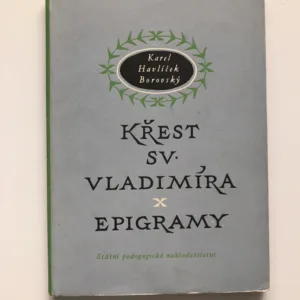 Karel
Havlíček
Borovský
KŘEST
SV.
VLADIMÍRA
X
EPIGRAMY
Státní pedagogické nakladatelství